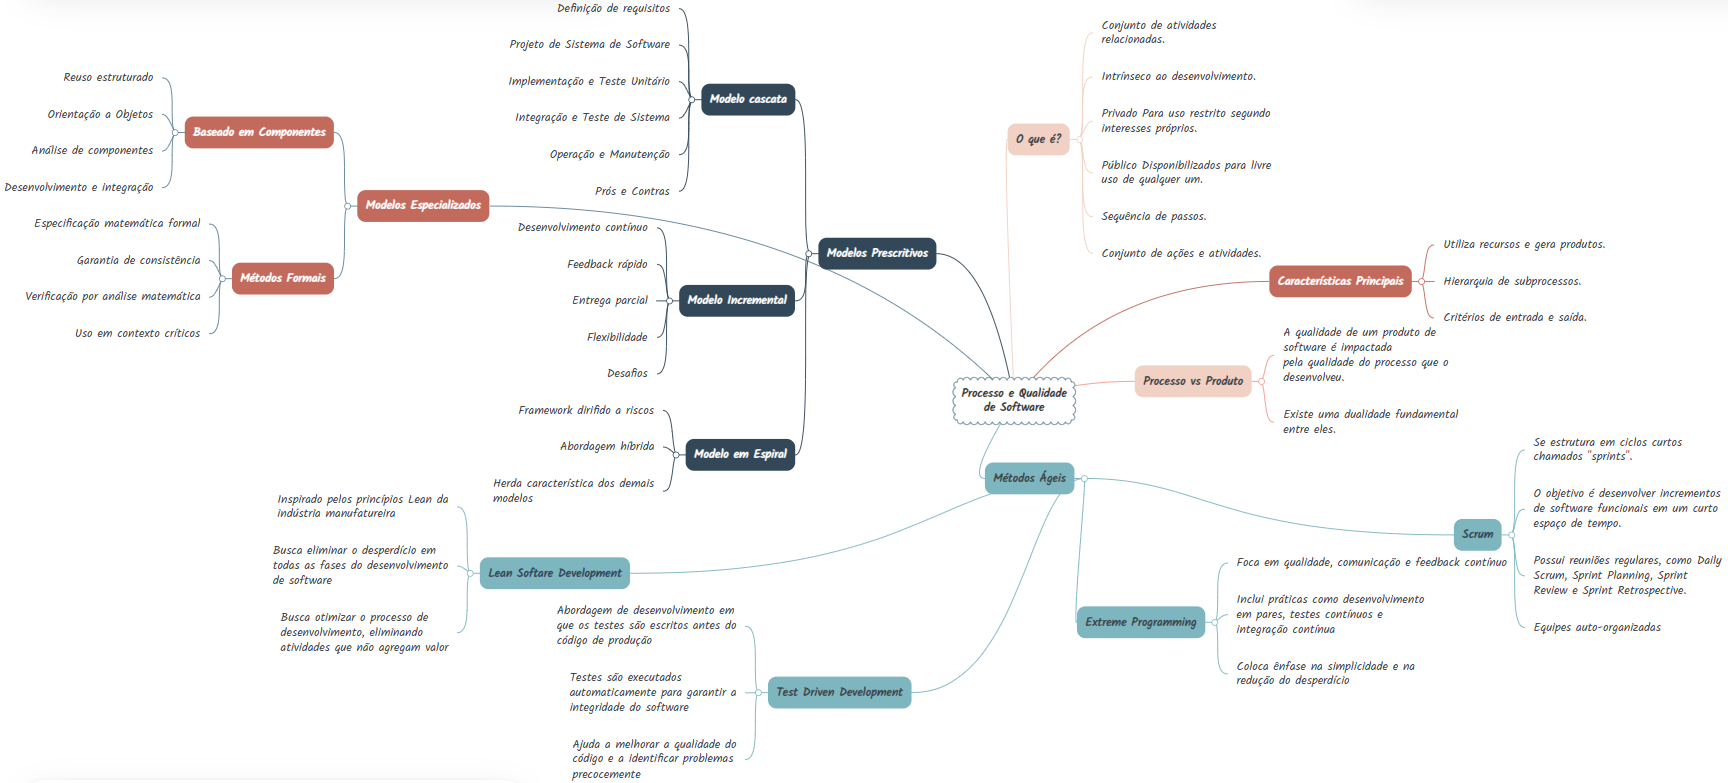 Processo e Qualidade
de Software
O que é?
Conjunto de atividades
relacionadas.
Intrínseco ao desenvolvimento.
Privado Para uso restrito segundo
interesses próprios.
Público Disponibilizados para livre
uso de qualquer um.
Sequência de passos.
Conjunto de ações e atividades.
Características Principais
Utiliza recursos e gera produtos.
Hierarquia de subprocessos.
Critérios de entrada e saída.
Processo vs Produto
A qualidade de um produto de
software é impactada
pela qualidade do processo que o
desenvolveu.
Existe uma dualidade fundamental
entre eles.
Métodos Ágeis
Scrum
Se estrutura em ciclos curtos
chamados "sprints".
O objetivo é desenvolver incrementos
de software funcionais em um curto
espaço de tempo.
Possui reuniões regulares, como Daily
Scrum, Sprint Planning, Sprint
Review e Sprint Retrospective.
Equipes auto-organizadas
Extreme Programming
Foca em qualidade, comunicação e feedback contínuo
Inclui práticas como desenvolvimento
em pares, testes contínuos e
integração contínua
Coloca ênfase na simplicidade e na
redução do desperdício
Test Driven Development
Abordagem de desenvolvimento em
que os testes são escritos antes do
código de produção
Testes são executados
automaticamente para garantir a
integridade do software
Ajuda a melhorar a qualidade do
código e a identificar problemas
precocemente
Lean Softare Development
Inspirado pelos princípios Lean da
indústria manufatureira
Busca eliminar o desperdício em
todas as fases do desenvolvimento
de software
Busca otimizar o processo de
desenvolvimento, eliminando
atividades que não agregam valor
Modelos Prescritivos
Modelo cascata
Definição de requisitos
Projeto de Sistema de Software
Implementação e Teste Unitário
Integração e Teste de Sistema
Operação e Manutenção
Prós e Contras
Modelo Incremental
Desenvolvimento contínuo
Feedback rápido
Entrega parcial
Flexibilidade
Desafios
Modelo em Espiral
Framework dirifido a riscos
Abordagem híbrida
Herda característica dos demais
modelos
Modelos Especializados
Baseado em Componentes
Reuso estruturado
Orientação a Objetos
Análise de componentes
Desenvolvimento e integração
Métodos Formais
Especificação matemática formal
Garantia de consistência
Verificação por análise matemática
Uso em contexto críticos